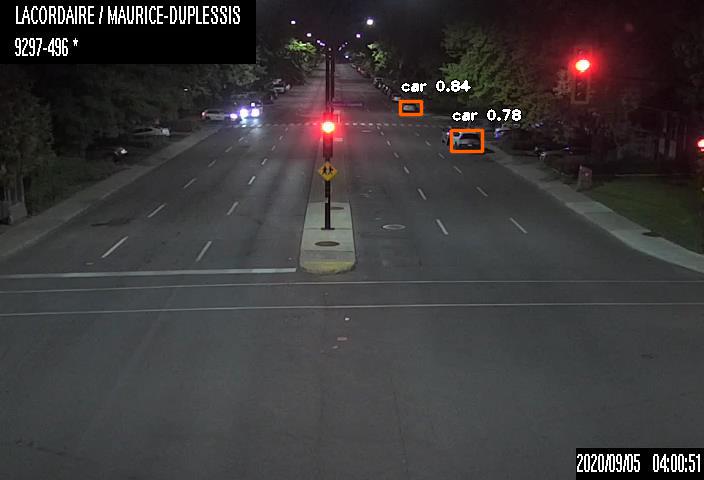 LACORDAIRE / MAURICE-DUPLESSIS
9297-496 *
car 0.84
car 0.78
2020/09/05 04:00:51